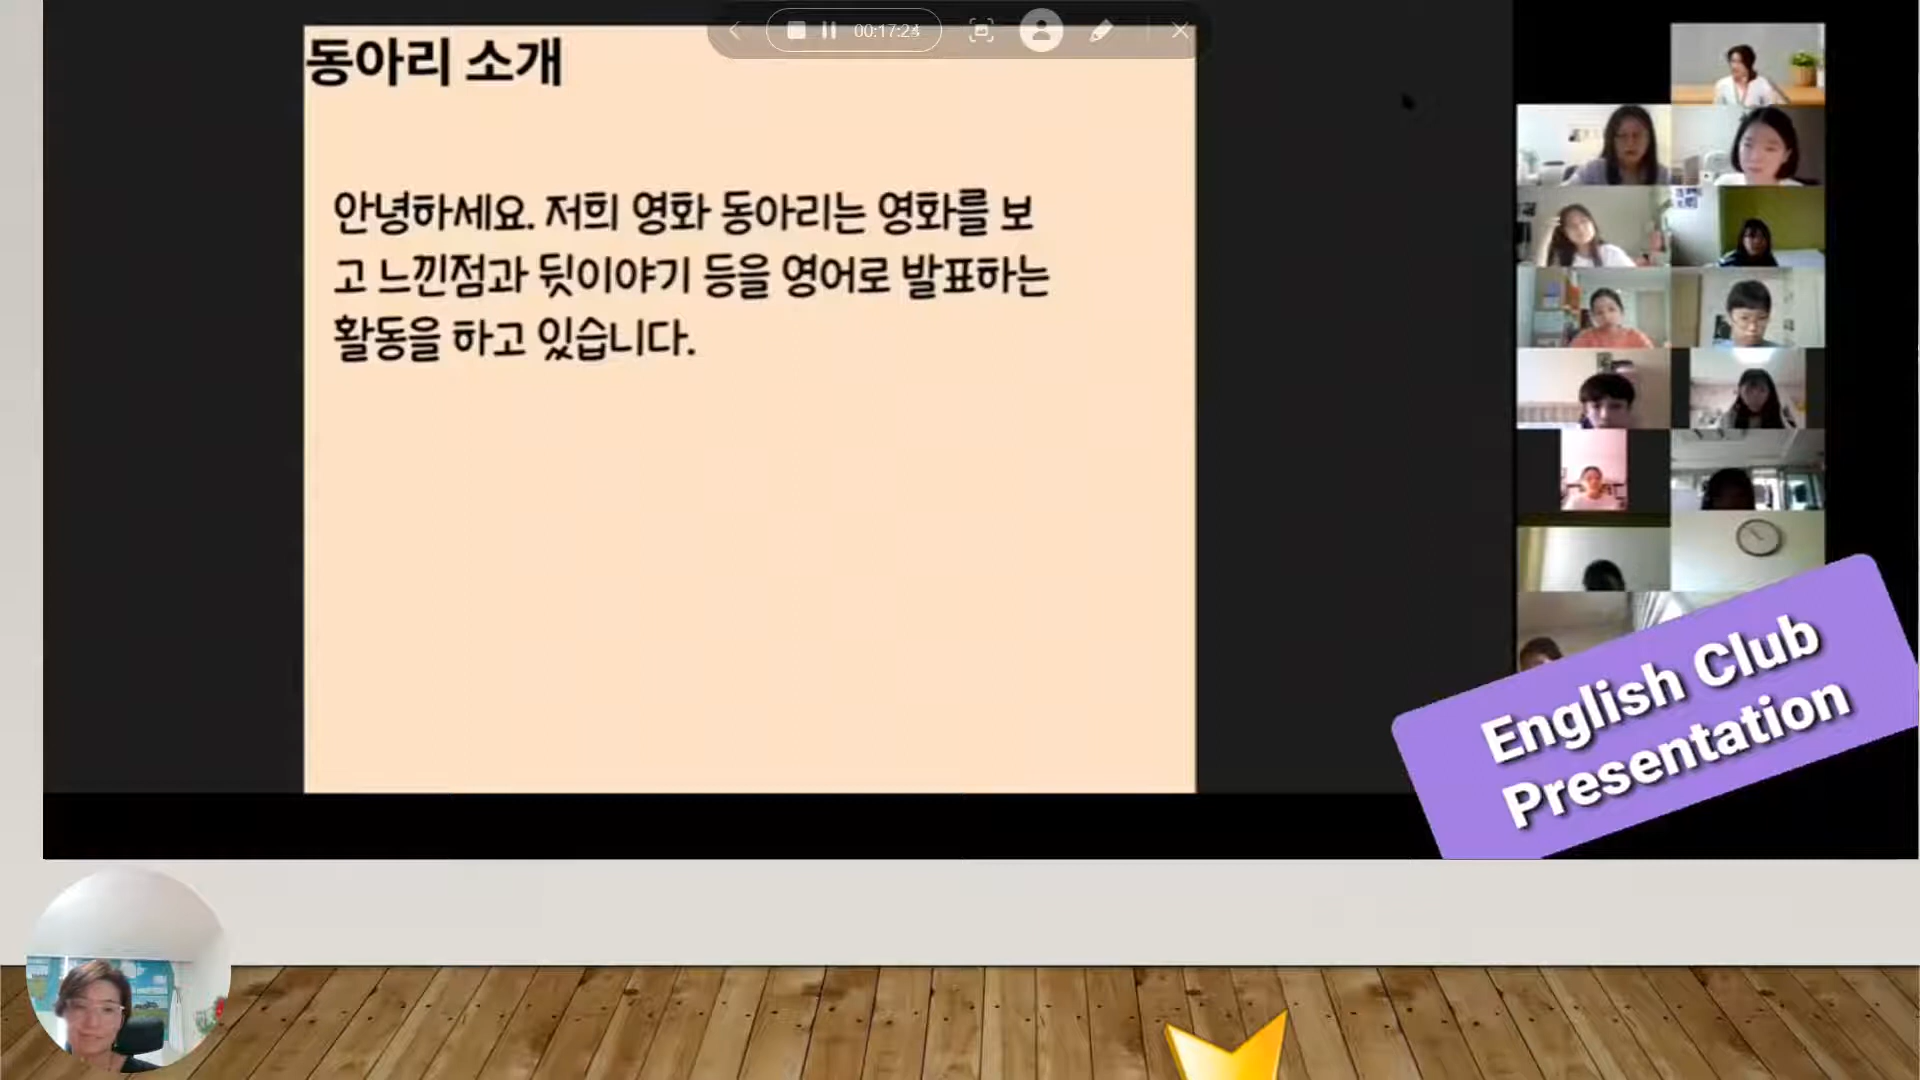 00:17:24
동아리 소개
안녕하세요. 저희 영화 동아리는 영화를 보
고 느낀점과 뒷이야기 등을 영어로 발표하는
활동을 하고 있습니다.
English Club
Presentation